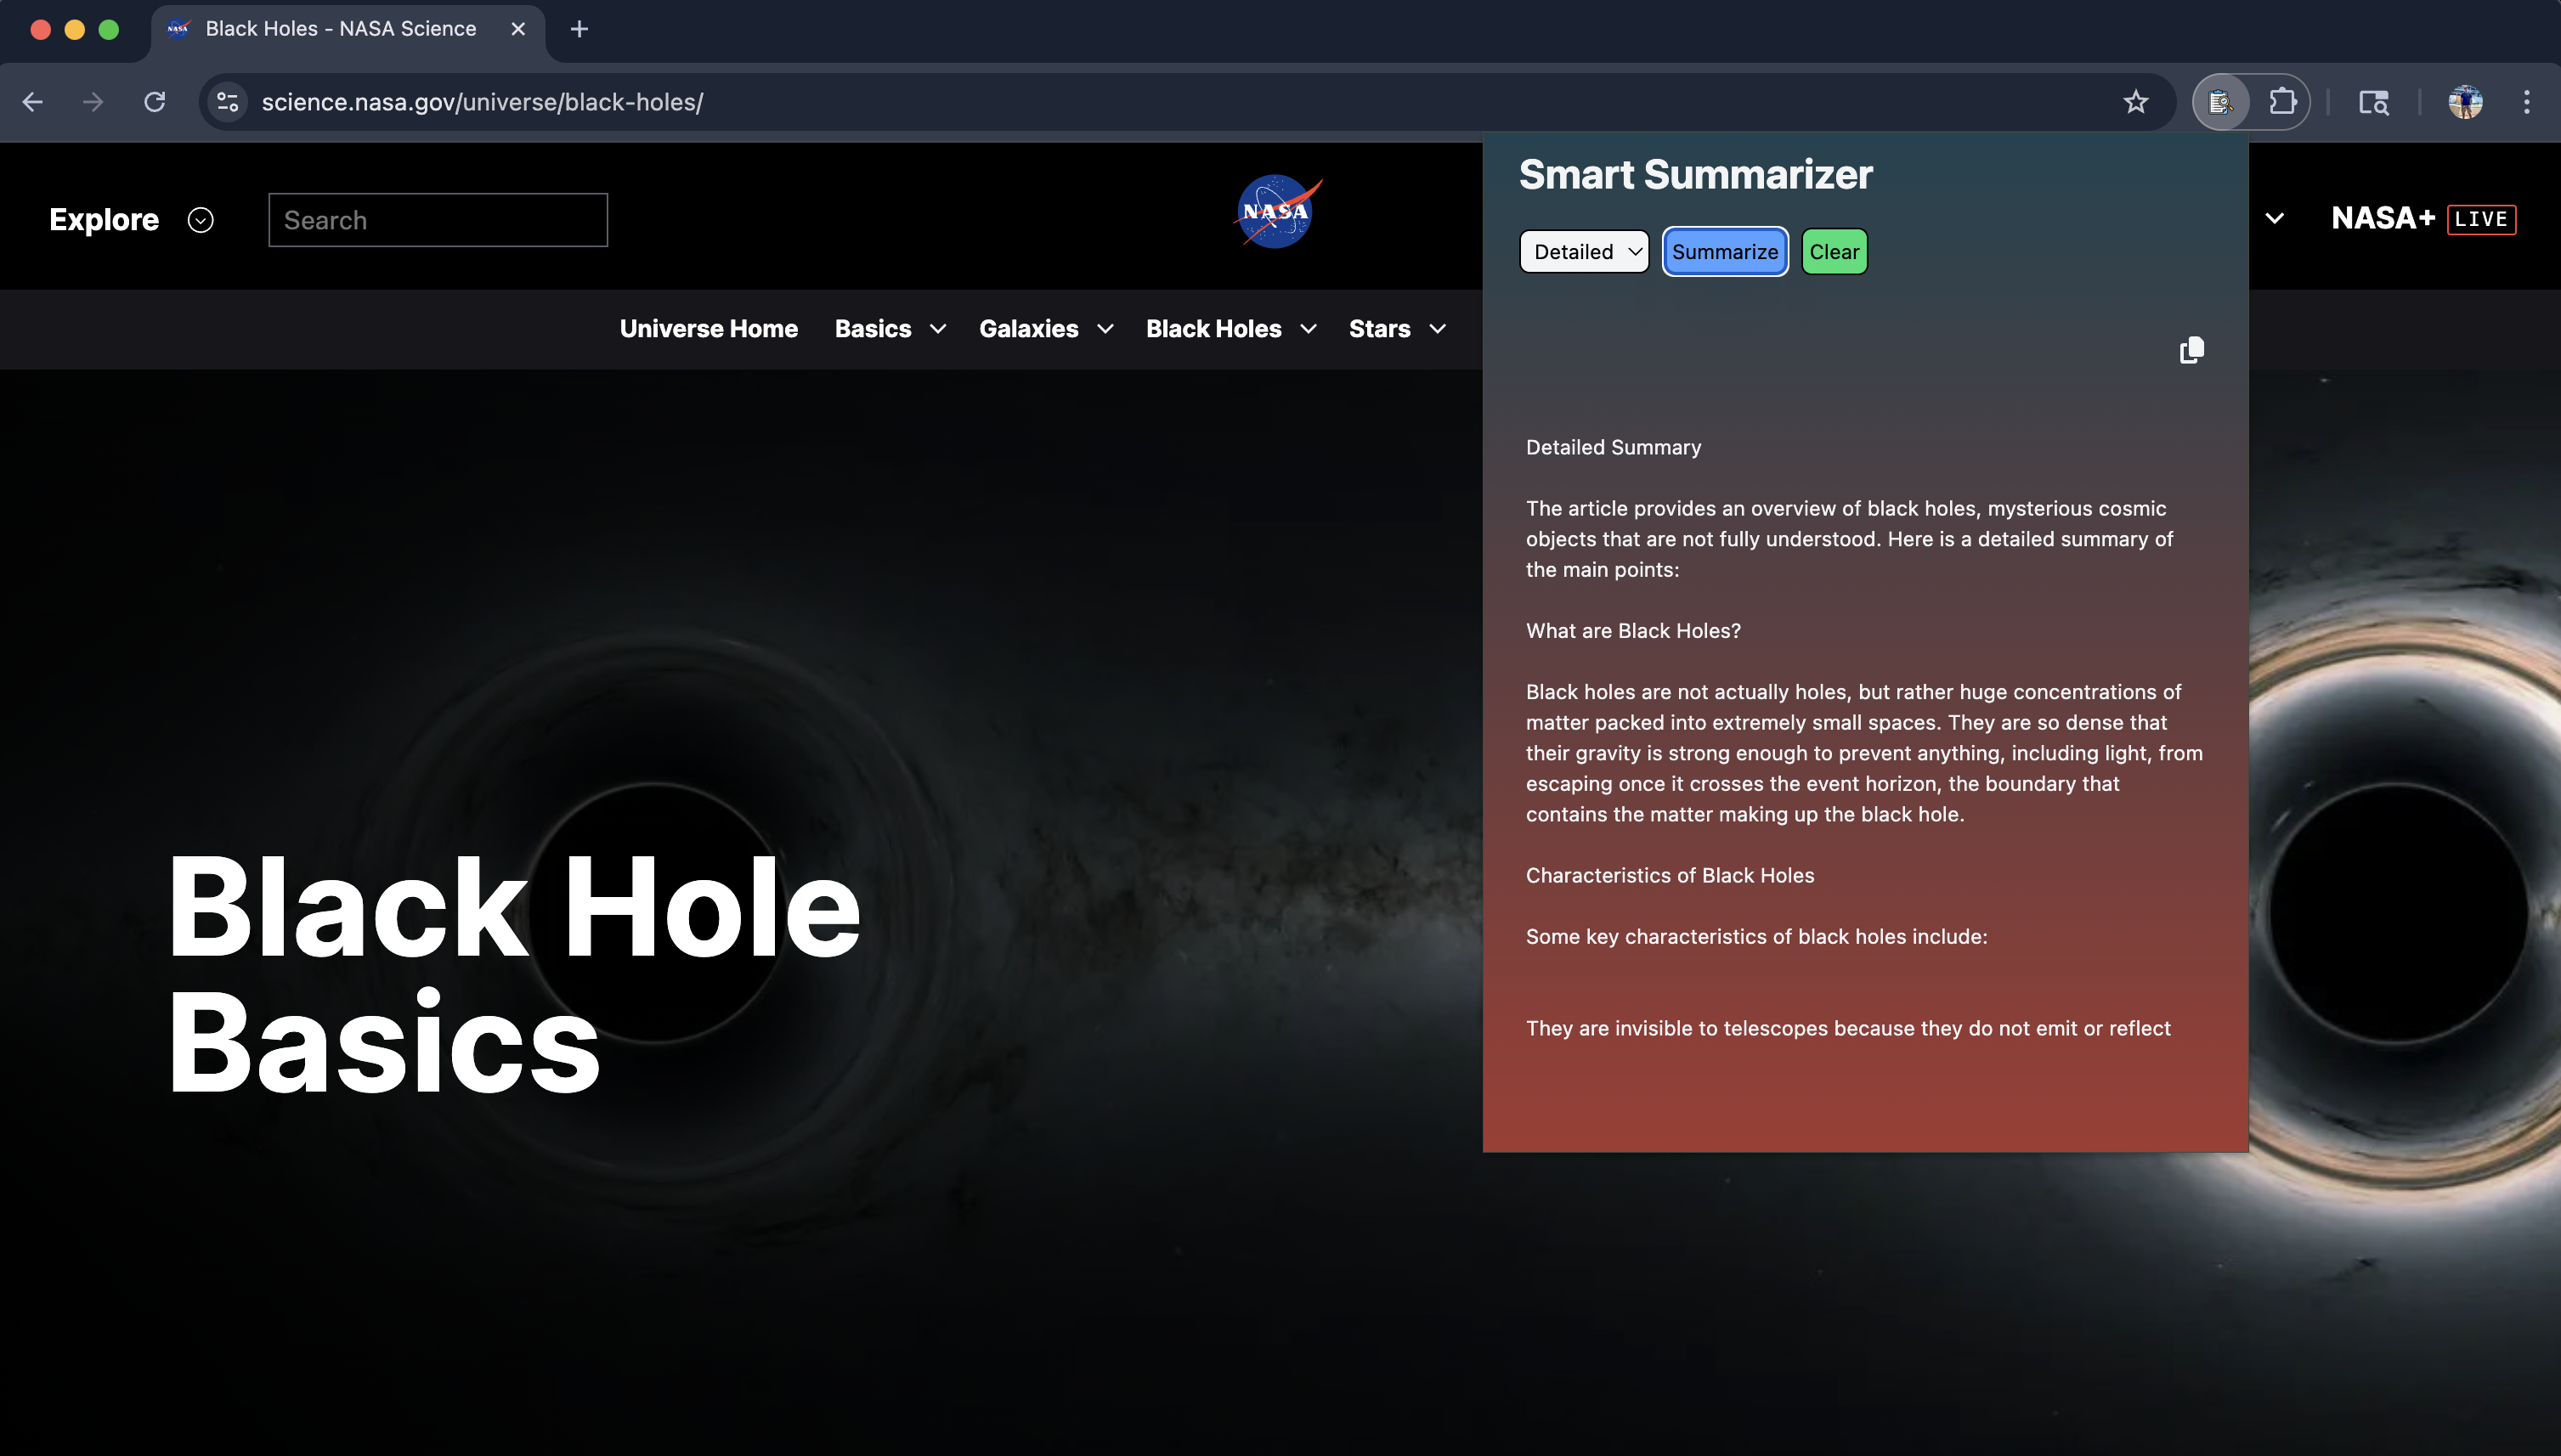 Black Holes - NASA Science
science.nasa.gov/universe/black-holes/
Explore
Search
NASA
NASA+ LIVE
Universe Home Basics Galaxies Black Holes Stars
Black Hole
Basics
Smart Summarizer
Detailed Summarize Clear
Detailed Summary
The article provides an overview of black holes, mysterious cosmic
objects that are not fully understood. Here is a detailed summary of
the main points:
What are Black Holes?
Black holes are not actually holes, but rather huge concentrations of
matter packed into extremely small spaces. They are so dense that
their gravity is strong enough to prevent anything, including light, from
escaping once it crosses the event horizon, the boundary that
contains the matter making up the black hole.
Characteristics of Black Holes
Some key characteristics of black holes include:
They are invisible to telescopes because they do not emit or reflect